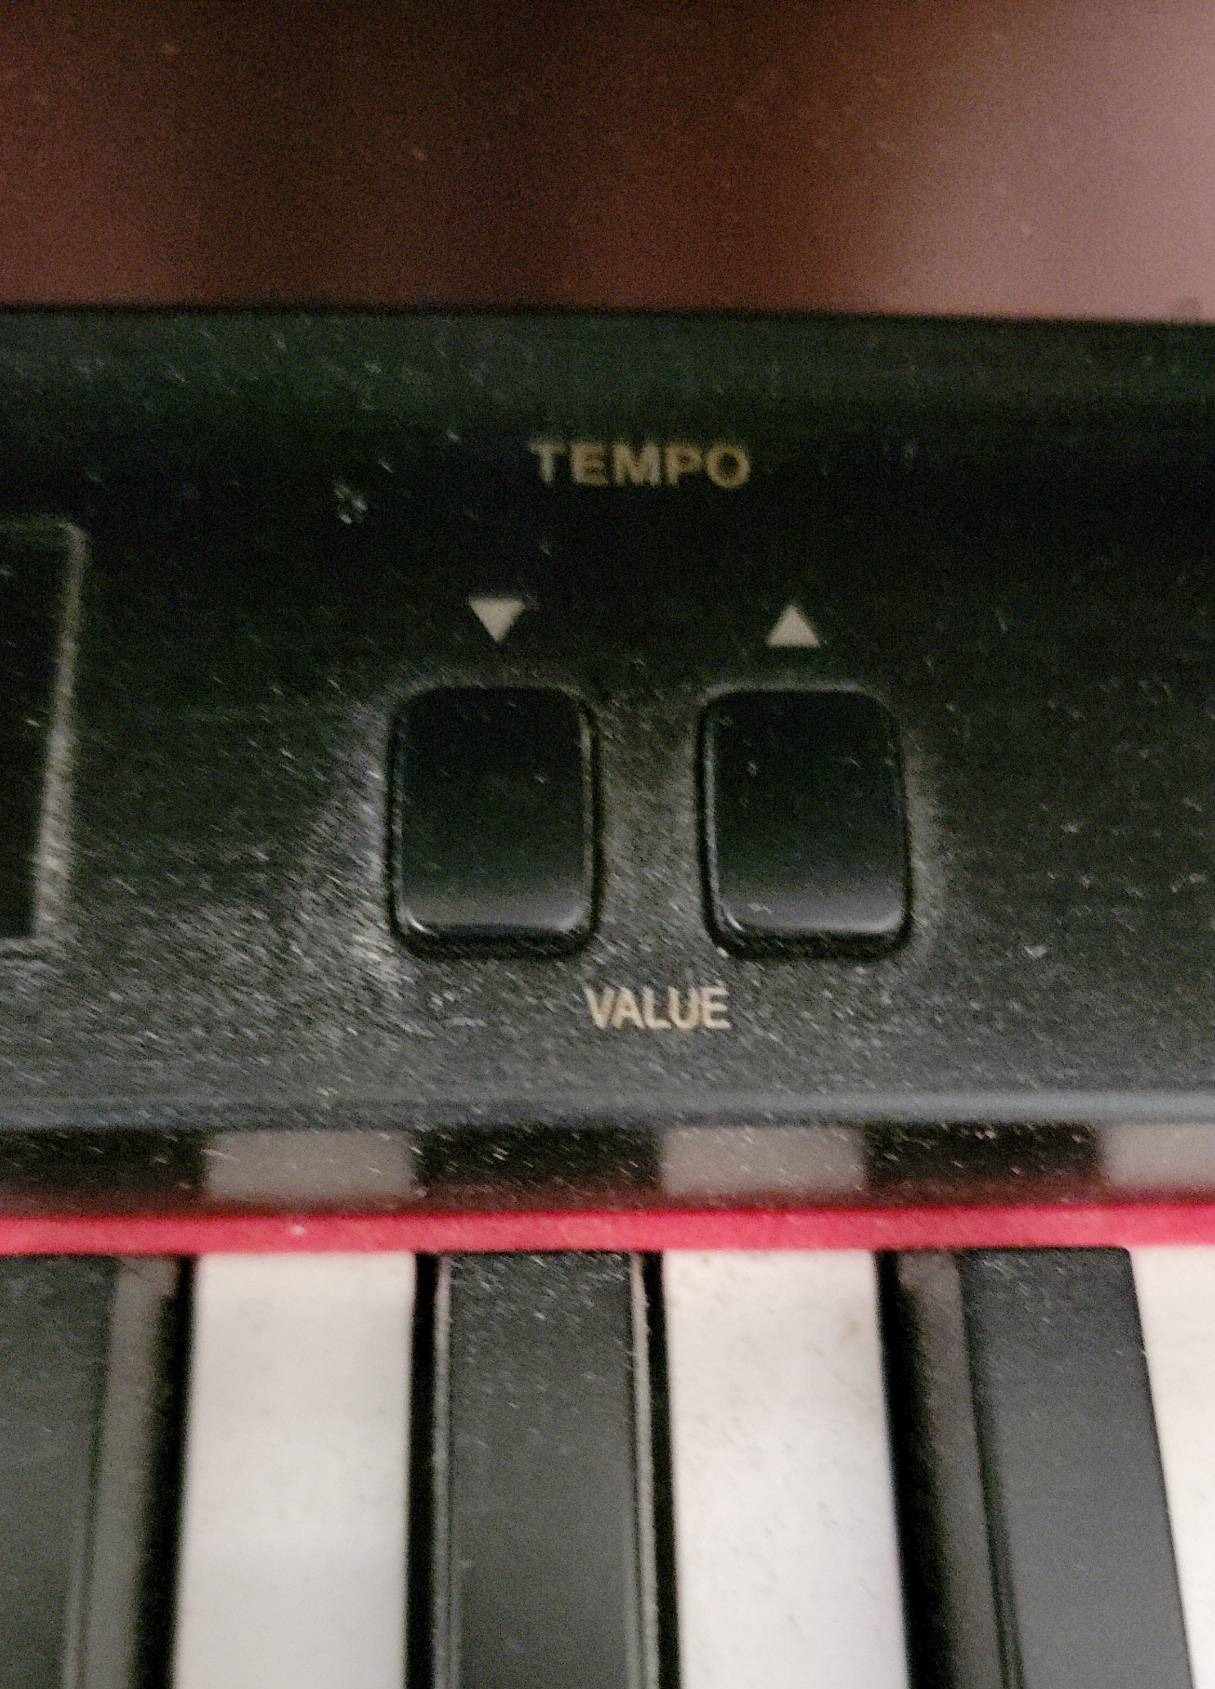 TEMPO
▼ ▲
VALUE